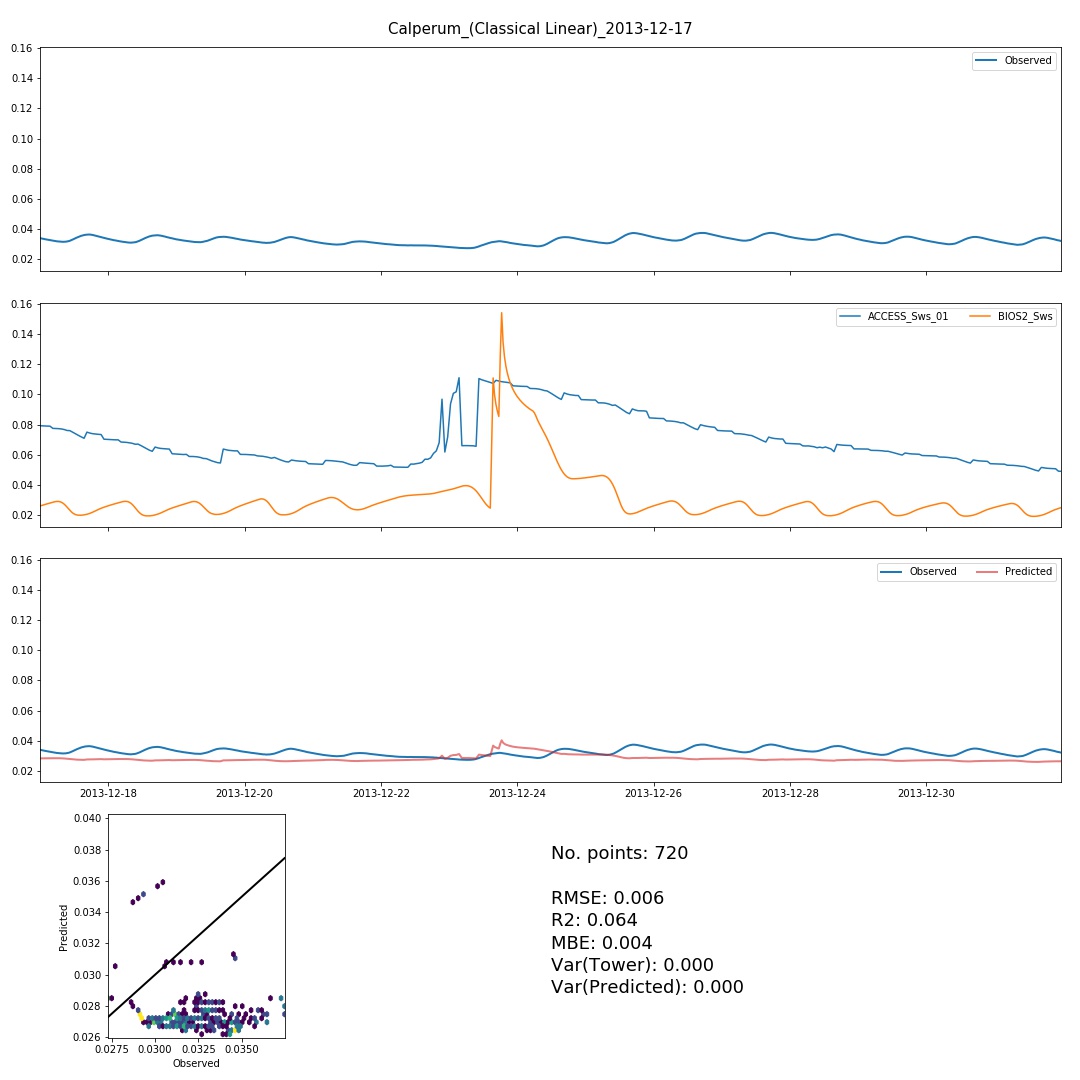 Calperum_(Classical Linear)_2013-12-17
0.16
Observed
0.14
0.12
0.10
0.08
0.06
0.04
0.02
0.16
ACCESS_Sws_01 BIOS2_Sws
0.14
0.12
0.10
0.08
0.06
0.04
0.02
0.16
Observed Predicted
0.14
0.12
0.10
0.08
0.06
0.04
0.02
2013-12-18 2013-12-20 2013-12-22 2013-12-24 2013-12-26 2013-12-28 2013-12-30
0.040
0.038
0.036
0.034
0.032
0.030
0.028
0.026
Predicted
0.0275 0.0300 0.0325 0.0350
Observed
No. points: 720
RMSE: 0.006
R2: 0.064
MBE: 0.004
Var(Tower): 0.000
Var(Predicted): 0.000